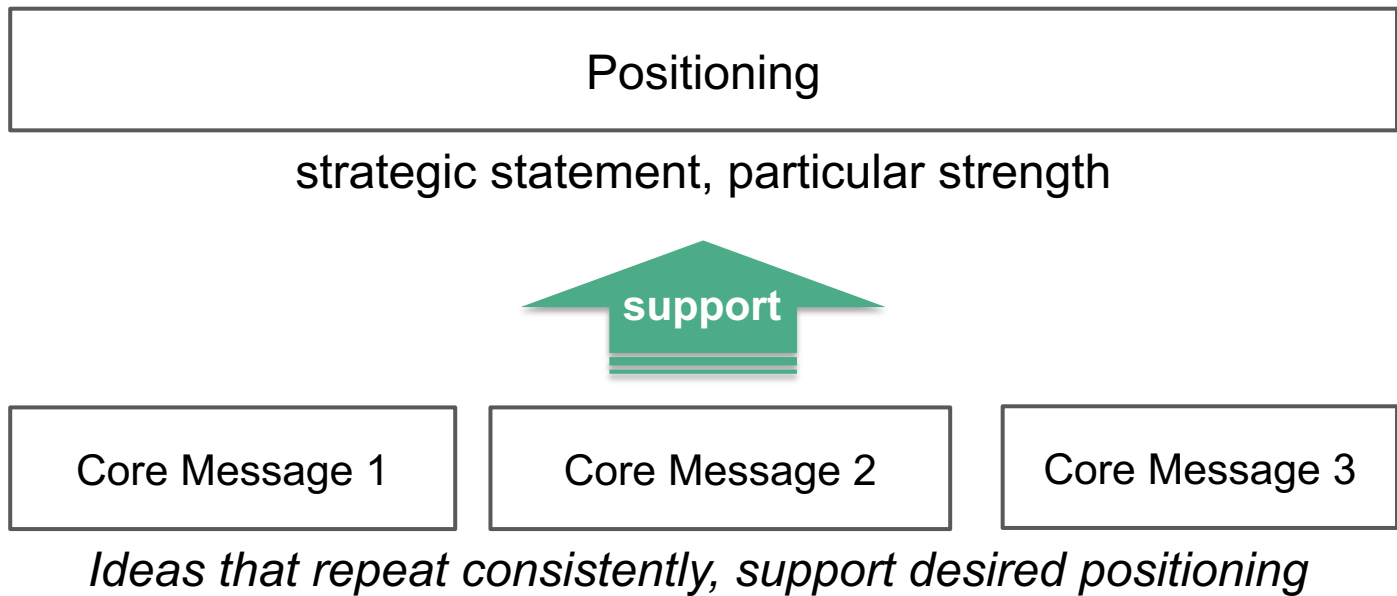 Positioning
strategic statement, particular strength
support
Core Message 1
Core Message 2
Core Message 3
Ideas that repeat consistently, support desired positioning